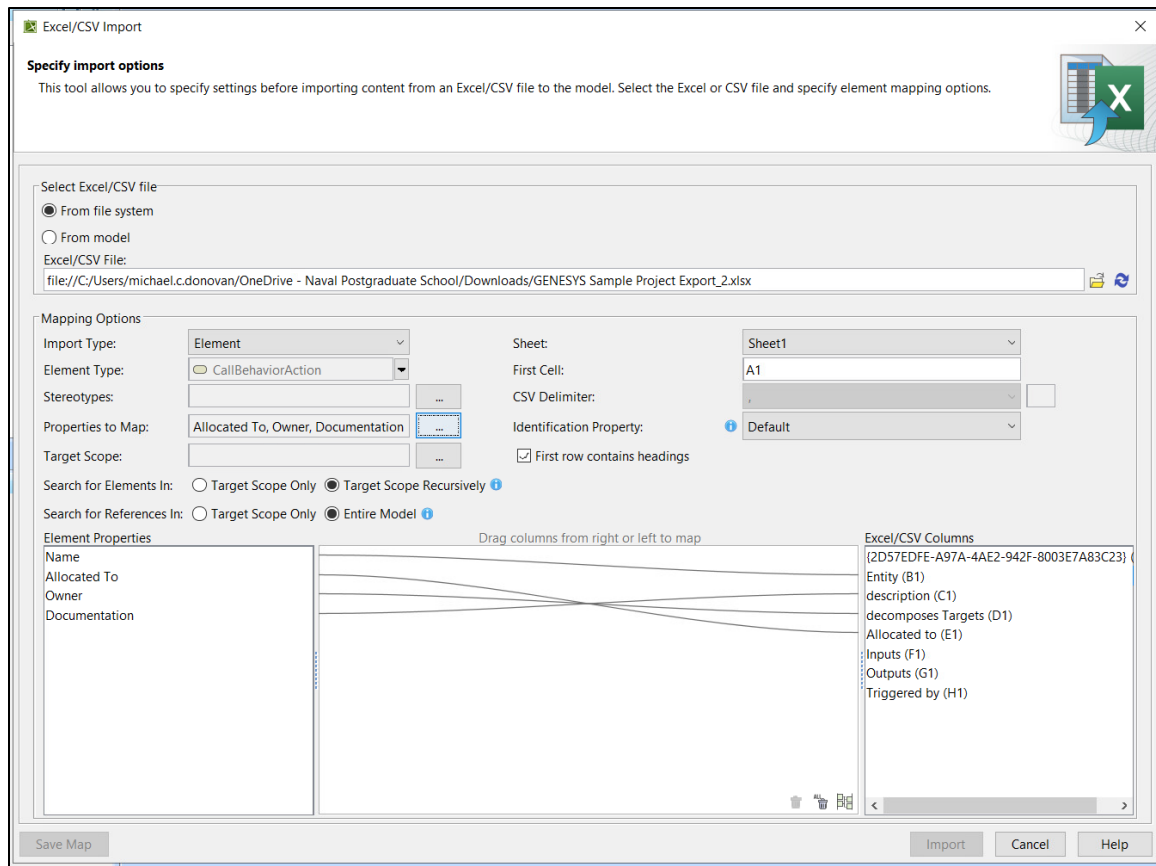 Excel/CSV Import
Specify import options
This tool allows you to specify settings before importing content from an Excel/CSV file to the model. Select the Excel or CSV file and specify element mapping options.
X
Select Excel/CSV file
From file system
From model
Excel/CSV File:
file://C:/Users/michael.c.donovan/OneDrive - Naval Postgraduate School/Downloads/GENESYS Sample Project Export_2.xlsx
Mapping Options
Import Type: Element Sheet: Sheet1
Element Type: CallBehaviorAction First Cell: A1
Stereotypes: ... CSV Delimiter: ,
Properties to Map: Allocated To, Owner, Documentation ... Identification Property: Default
Target Scope: ... First row contains headings
Search for Elements In: Target Scope Only Target Scope Recursively
Search for References In: Target Scope Only Entire Model
Element Properties Drag columns from right or left to map Excel/CSV Columns
Name {2D57EDFE-A97A-4AE2-942F-8003E7A83C23} (
Allocated To Entity (B1)
Owner description (C1)
Documentation decomposes Targets (D1)
Allocated to (E1)
Inputs (F1)
Outputs (G1)
Triggered by (H1)
Save Map Import Cancel Help